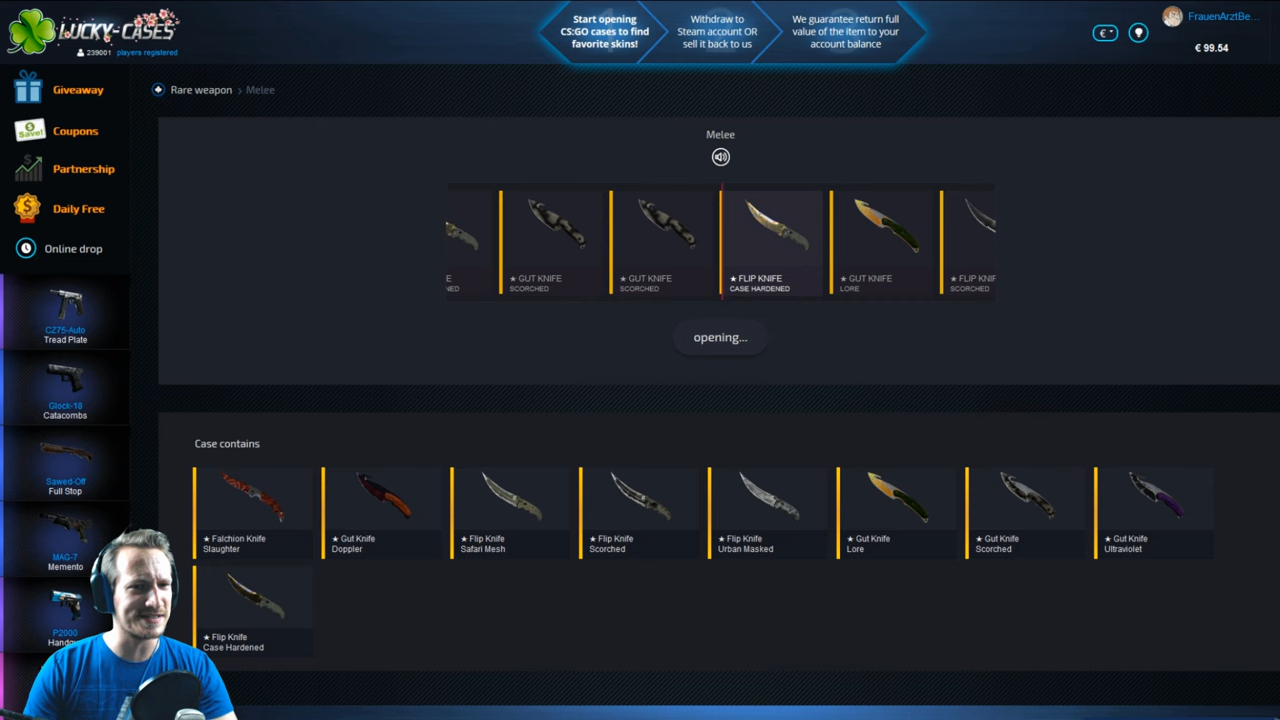 LUCKY-CASES
239001 players registered
Start opening
CS:GO cases to find
favorite skins!
Withdraw to
Steam account OR
sell it back to us
We guarantee return full
value of the item to your
account balance
€
FrauenArztBe...
€ 99.54
Giveaway
Save!
Coupons
Partnership
Daily Free
Online drop
CZ75-Auto
Tread Plate
Glock-18
Catacombs
Sawed-Off
Full Stop
MAG-7
Memento
P2000
Rare weapon › Melee
Melee
★ GUT KNIFE
SCORCHED
★ GUT KNIFE
SCORCHED
★ FLIP KNIFE
CASE HARDENED
★ GUT KNIFE
LORE
★ FLIP KNIF
SCORCHED
opening...
Case contains
★ Falchion Knife
Slaughter
★ Gut Knife
Doppler
★ Flip Knife
Safari Mesh
★ Flip Knife
Scorched
★ Flip Knife
Urban Masked
★ Gut Knife
Lore
★ Gut Knife
Scorched
★ Gut Knife
Ultraviolet
★ Flip Knife
Case Hardened